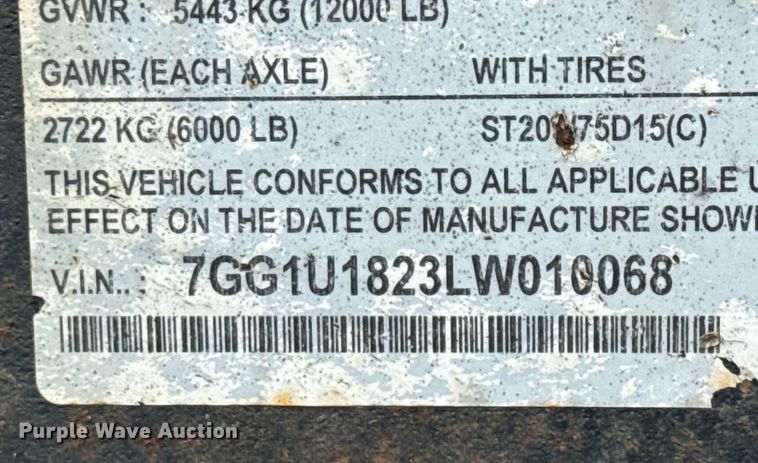 GVWR : 5443 KG (12000 LB)
GAWR (EACH AXLE) WITH TIRES
2722 KG (6000 LB)
THIS VEHICLE CONFORMS TO ALL APPLICABLE U
EFFECT ON THE DATE OF MANUFACTURE SHOW
V.I.N.. : 7GG1U1823LW010068
Purple Wave Auction